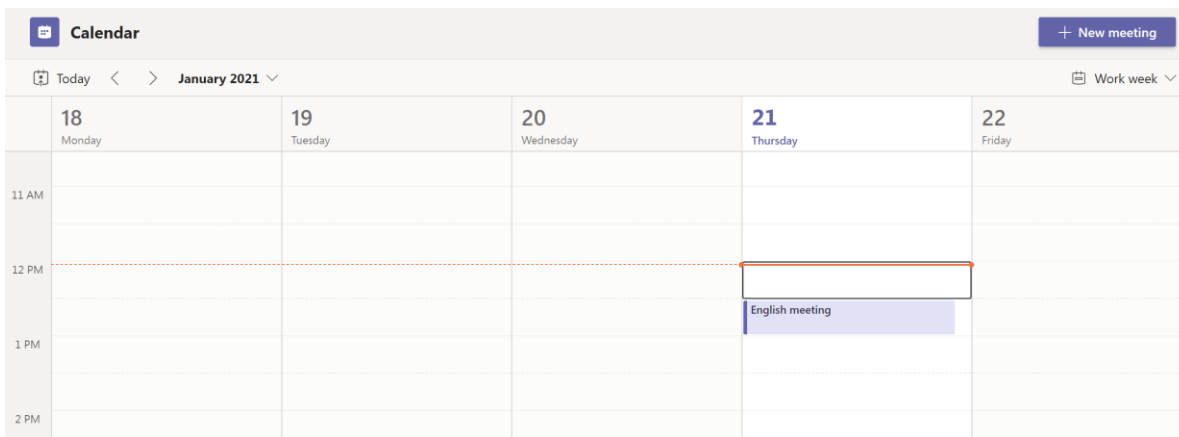 Calendar
+ New meeting
Today
January 2021
Work week
18
Monday
19
Tuesday
20
Wednesday
21
Thursday
22
Friday
11 AM
12 PM
English meeting
1 PM
2 PM